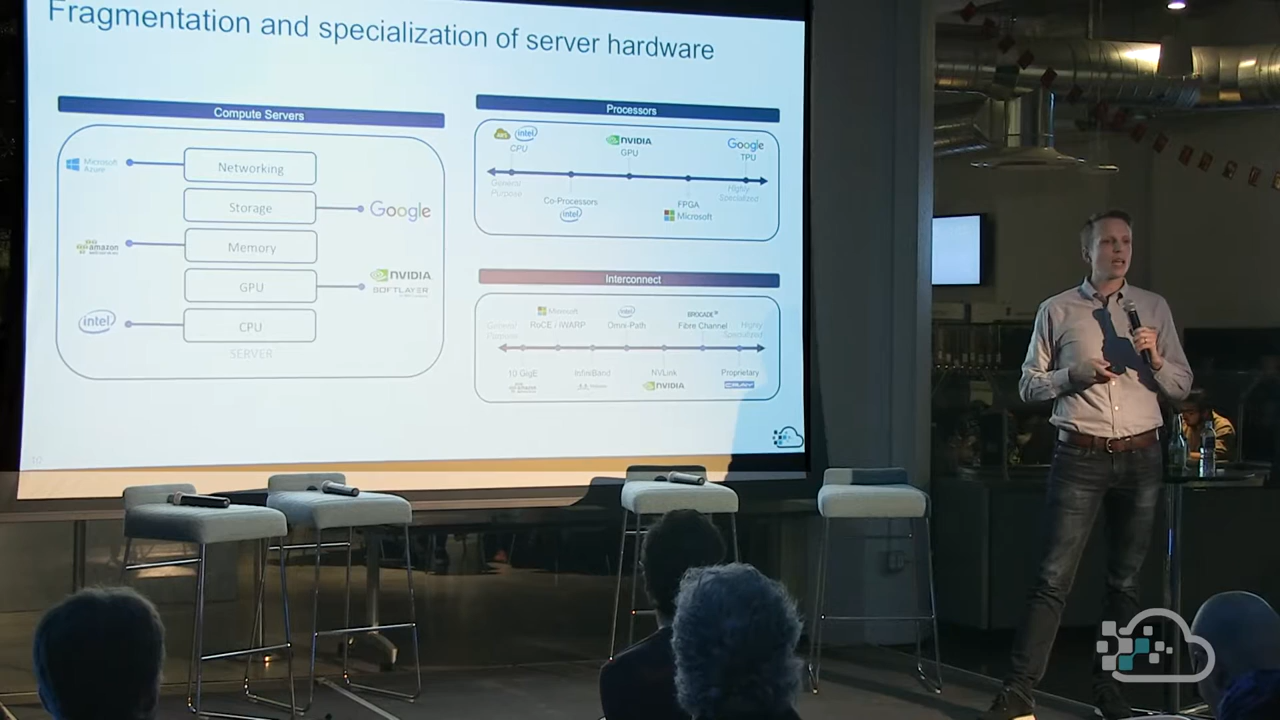 Fragmentation and specialization of server hardware
Compute Servers
Microsoft
Azure
Networking
Storage
Google
amazon
Memory
GPU
NVIDIA
SOFTLAYER
intel
CPU
SERVER
Processors
intel
CPU
NVIDIA
GPU
Google
TPU
General
Purpose
Highly
Specialized
Co-Processors
intel
FPGA
Microsoft
Interconnect
Microsoft
intel
BROCADE
General
Purpose
RoCE / iWARP
Omni-Path
Fibre Channel
Highly
Specialized
10 GigE
InfiniBand
NVLink
Proprietary
NVIDIA
CRAY
10